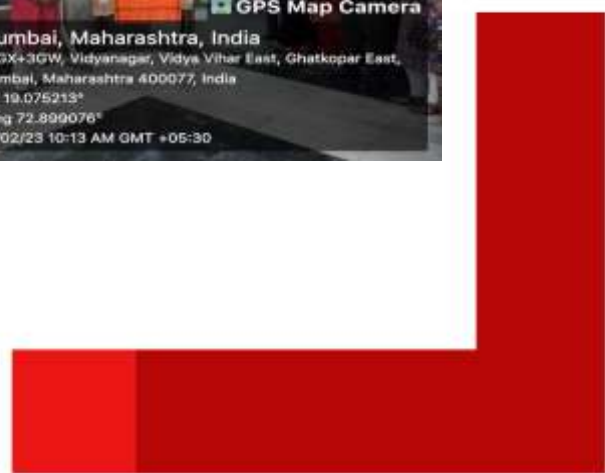 GPS Map Camera
umbai, Maharashtra, India
GX+3GW, Vidyanagar, Vidya Vihar East, Ghatkopar East,
mbai, Maharashtra 400077, India
19.075213°
g 72.899076°
02/23 10:13 AM GMT +05:30